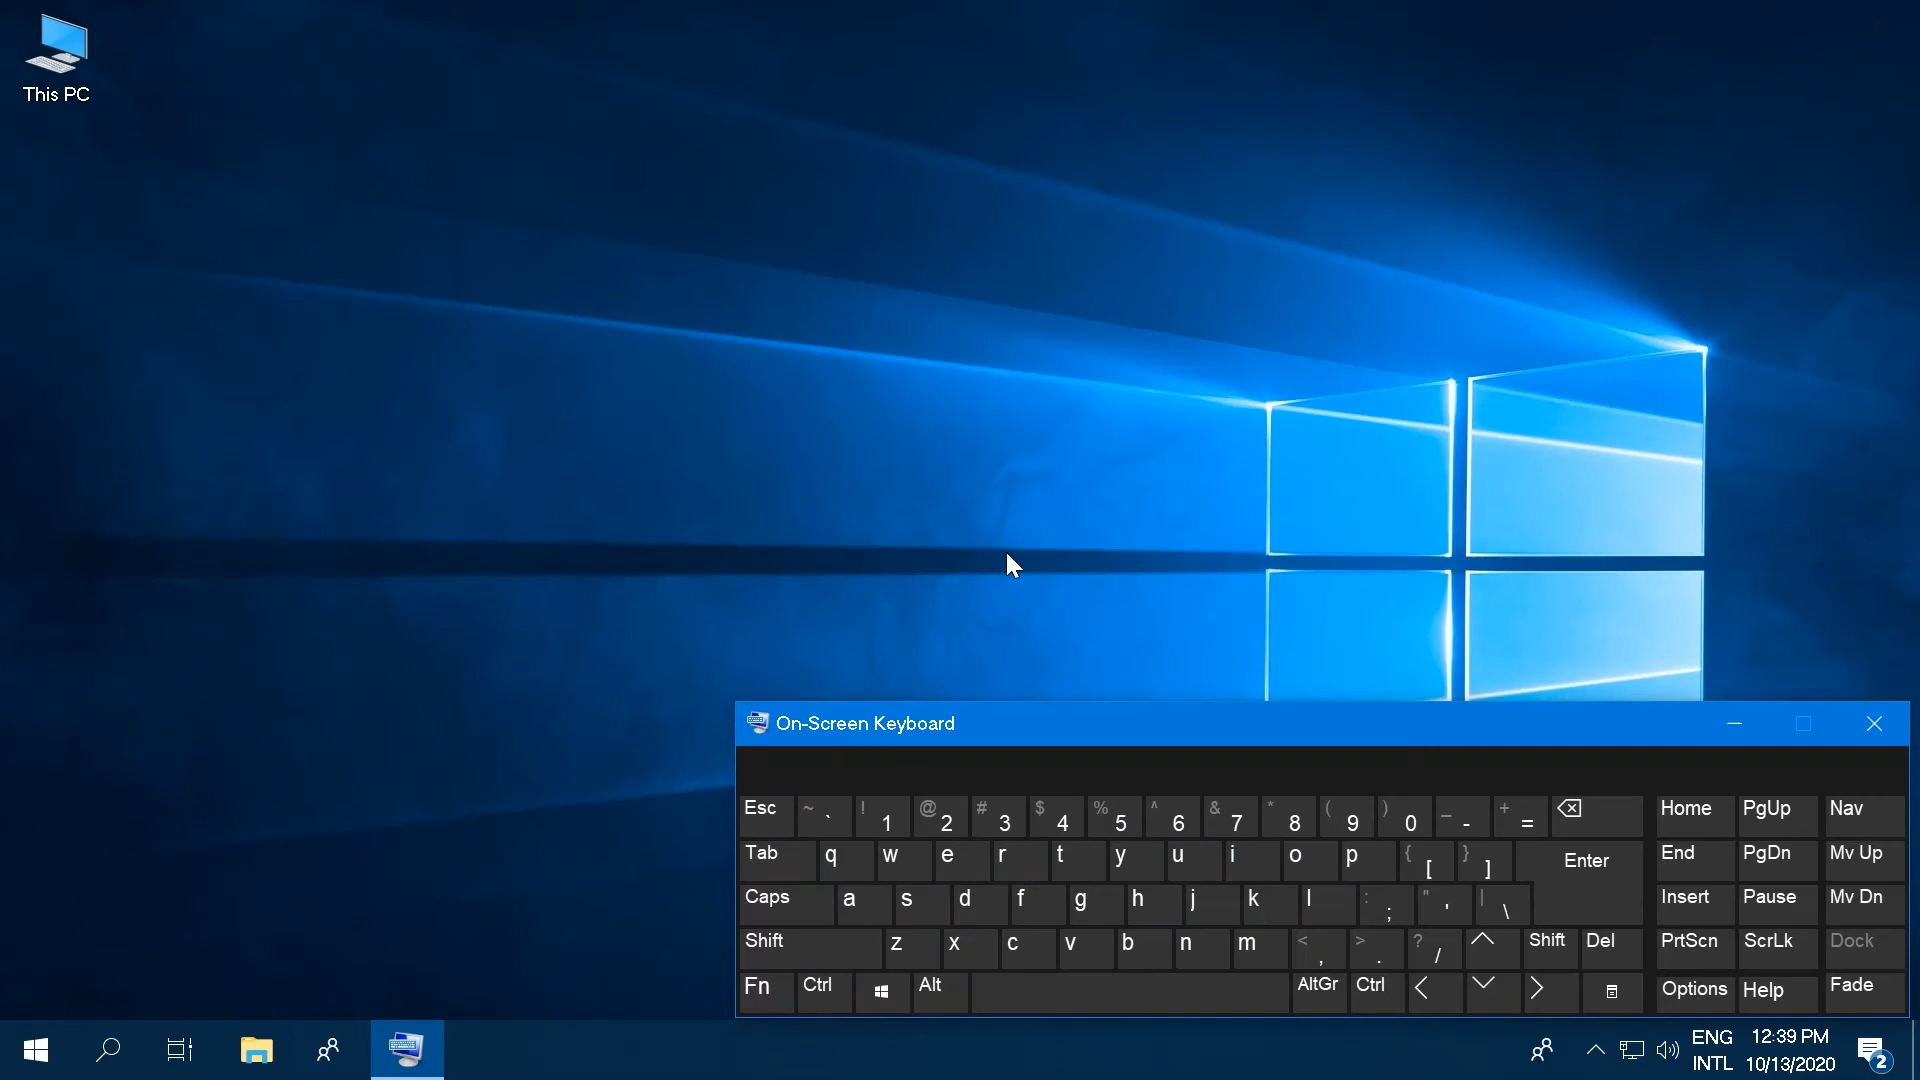 This PC
On-Screen Keyboard
Esc ~ ` ! 1 @ 2 # 3 $ 4 % 5 ^ 6 & 7 * 8 ( 9 ) 0 _ - + = Home PgUp Nav
Tab q w e r t y u i o p { [ } ] Enter End PgDn Mv Up
Caps a s d f g h j k l : ; " ' | \ Insert Pause Mv Dn
Shift z x c v b n m < , > . ? / Shift Del PrtScn ScrLk Dock
Fn Ctrl Alt AltGr Ctrl Options Help Fade
ENG 12:39 PM
INTL 10/13/2020
2